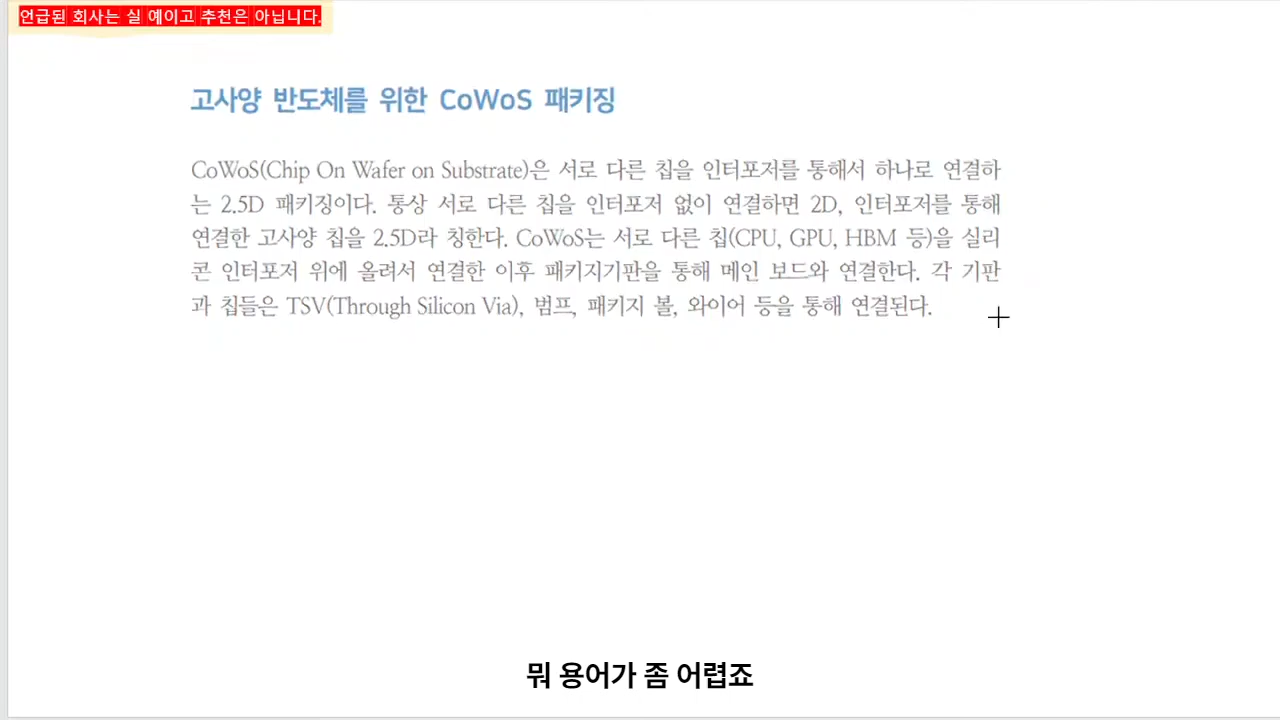 언급된 회사는 실 예이고 추천은 아닙니다.
고사양 반도체를 위한 CoWoS 패키징
CoWoS(Chip On Wafer on Substrate)은 서로 다른 칩을 인터포저를 통해서 하나로 연결하
는 2.5D 패키징이다. 통상 서로 다른 칩을 인터포저 없이 연결하면 2D, 인터포저를 통해
연결한 고사양 칩을 2.5D라 칭한다. CoWoS는 서로 다른 칩(CPU, GPU, HBM 등)을 실리
콘 인터포저 위에 올려서 연결한 이후 패키지기판을 통해 메인 보드와 연결한다. 각 기판
과 칩들은 TSV(Through Silicon Via), 범프, 패키지 볼, 와이어 등을 통해 연결된다.
뭐 용어가 좀 어렵죠